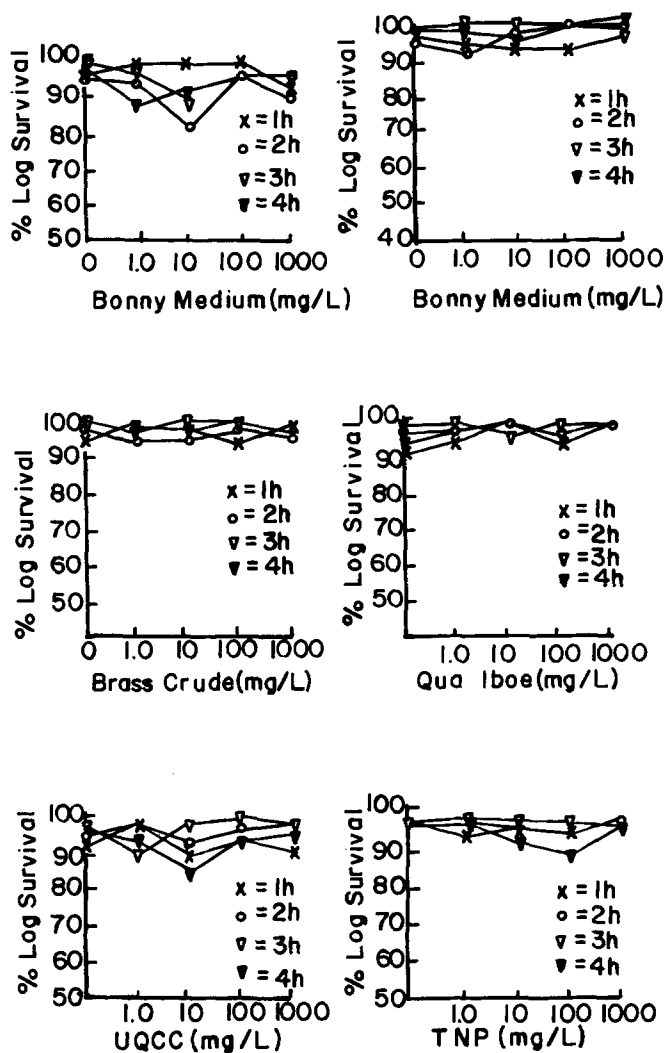 % Log Survival
100
90
80
70
60
50
x = 1h
o = 2h
▽ = 3h
▼ = 4h
0 1.0 10 100 1000
Bonny Medium (mg/L)
% Log Survival
100
90
80
70
60
50
40
x = 1h
o = 2h
▽ = 3h
▼ = 4h
0 1.0 10 100 1000
Bonny Medium (mg/L)
% Log Survival
100
90
80
70
60
50
x = 1h
o = 2h
▽ = 3h
▼ = 4h
0 1.0 10 100 1000
Brass Crude (mg/L)
% Log Survival
100
90
80
70
60
50
x = 1h
o = 2h
▽ = 3h
▼ = 4h
1.0 10 100 1000
Qua Iboe (mg/L)
% Log Survival
100
90
80
70
60
50
x = 1h
o = 2h
▽ = 3h
▼ = 4h
1.0 10 100 1000
UQCC (mg/L)
% Log Survival
100
90
80
70
60
50
x = 1h
o = 2h
▽ = 3h
▼ = 4h
1.0 10 100 1000
TNP (mg/L)